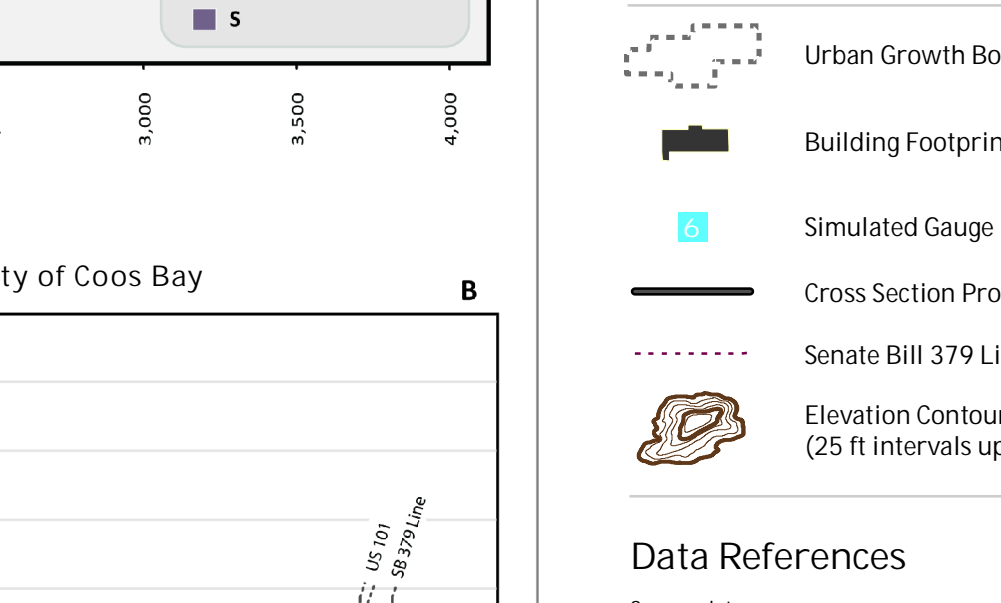 S
3,000
3,500
4,000
ty of Coos Bay
B
US 101
SB 379 Line
Urban Growth Bo
Building Footprin
6
Simulated Gauge
Cross Section Pro
Senate Bill 379 Li
Elevation Contour
(25 ft intervals up
Data References